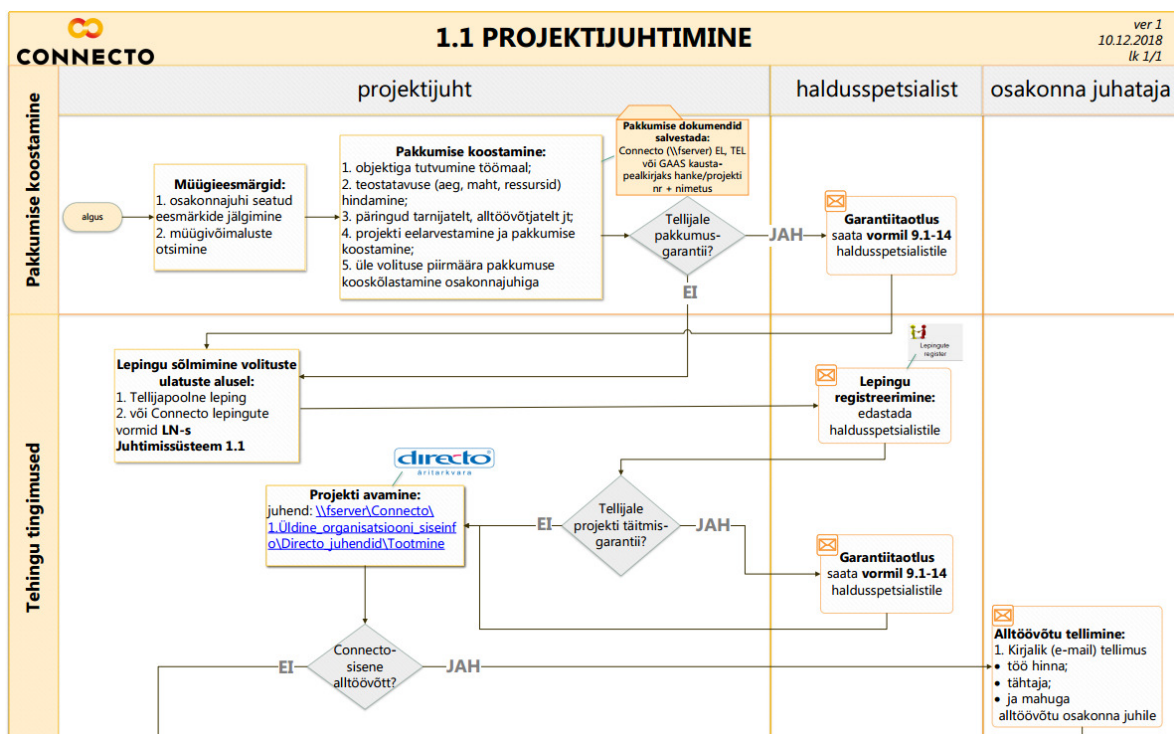 CONNECTO
1.1 PROJEKTIJUHTIMINE
ver 1
10.12.2018
lk 1/1
projektijuht
haldusspetsialist
osakonna juhataja
Pakkumise koostamine
algus
Müügieesmärgid:
1. osakonnajuhi seatud
eesmärkide jälgimine
2. müügivõimaluste
otsimine
Pakkumise koostamine:
1. objektiga tutvumine töömaal;
2. teostatavuse (aeg, maht, ressursid)
hindamine;
3. päringud tarnijatelt, alltöövõtjatelt jt;
4. projekti eelarvestamine ja pakkumise
koostamine;
5. üle volituse piirmäära pakkumuse
kooskõlastamine osakonnajuhiga
Pakkumise dokumendid
salvestada:
Connecto (\\fserver) EL, TEL
või GAAS kausta-
pealkirjaks hanke/projekti
nr + nimetus
Tellijale
pakkumus-
garantii?
JAH
EI
Garantiitaotlus
saata vormil 9.1-14
haldusspetsialistile
Tehingu tingimused
Lepingu sõlmimine volituste
ulatuste alusel:
1. Tellijapoolne leping
2. või Connecto lepingute
vormid LN-s
Juhtimissüsteem 1.1
Lepingute
register
Lepingu
registreerimine:
edastada
haldusspetsialistile
directo
äritarkvara
Projekti avamine:
juhend: \\fserver\Connecto\
1.Üldine_organisatsiooni_siseinf
o\Directo_juhendid\Tootmine
EI
Tellijale
projekti täitmis-
garantii?
JAH
Garantiitaotlus
saata vormil 9.1-14
haldusspetsialistile
EI
Connecto-
sisene
alltöövõtt?
JAH
Alltöövõtu tellimine:
1. Kirjalik (e-mail) tellimus
• töö hinna;
• tähtaja;
• ja mahuga
alltöövõtu osakonna juhile